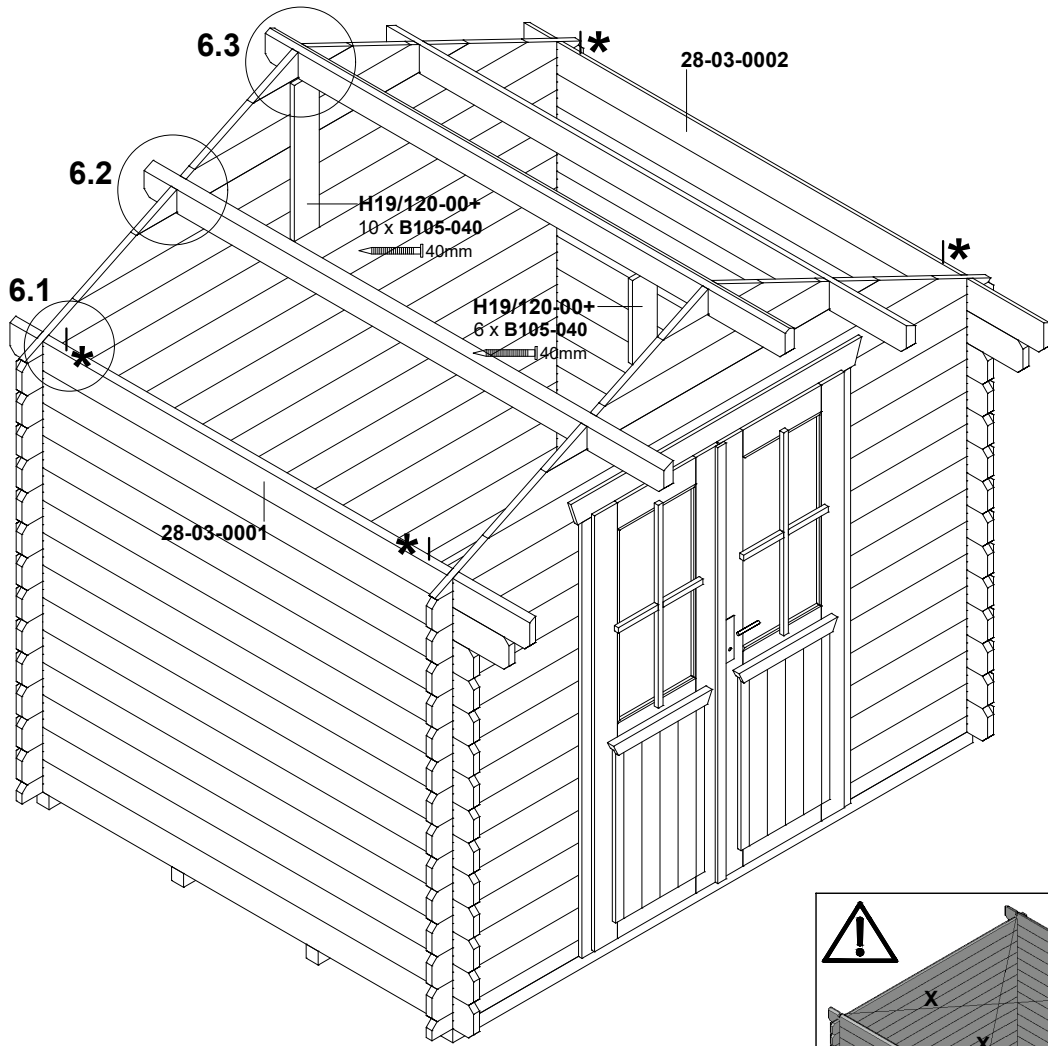 6.3
*
28-03-0002
6.2
H19/120-00+
10 x B105-040
40mm
*
6.1
H19/120-00+
6 x B105-040
40mm
*
28-03-0001
*
!
X
X